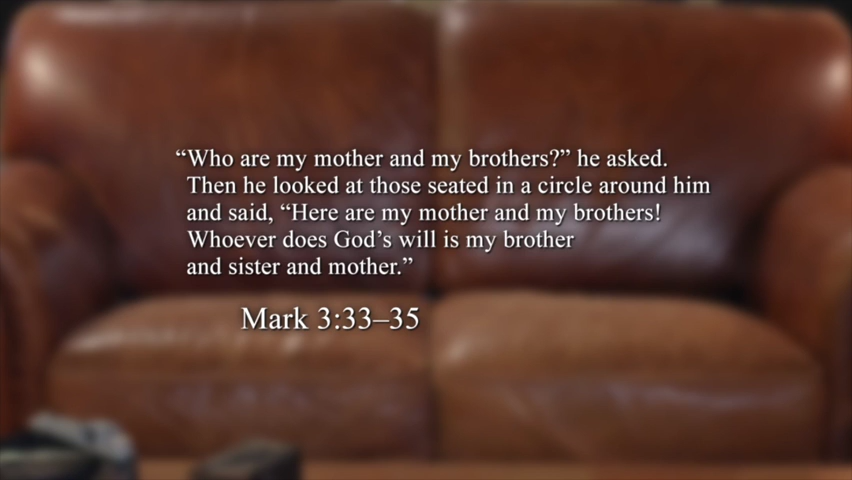 “Who are my mother and my brothers?” he asked.
Then he looked at those seated in a circle around him
and said, “Here are my mother and my brothers!
Whoever does God’s will is my brother
and sister and mother.”
Mark 3:33–35